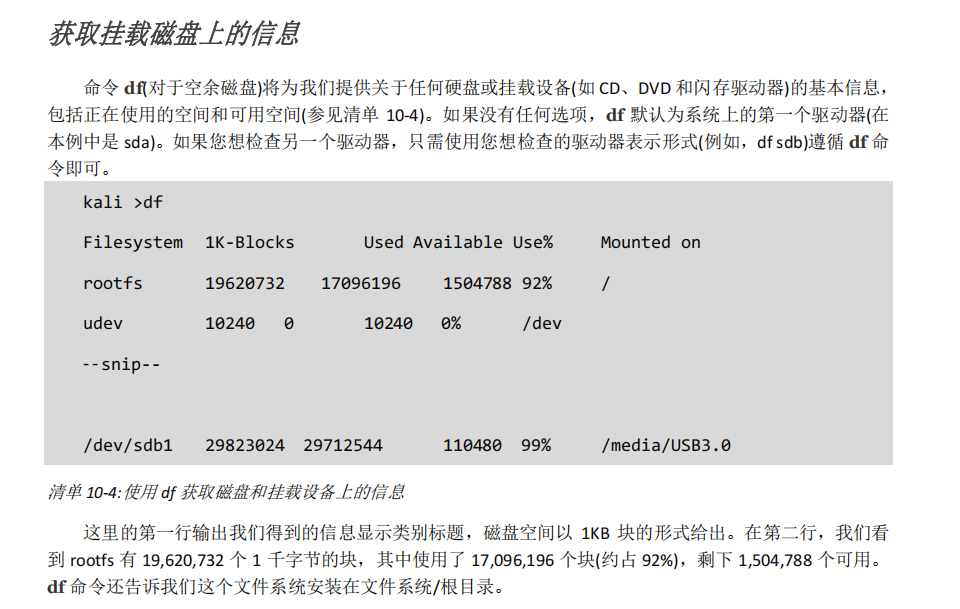 获取挂载磁盘上的信息
命令 df(对于空余磁盘)将为我们提供关于任何硬盘或挂载设备(如 CD、DVD 和闪存驱动器)的基本信息，
包括正在使用的空间和可用空间(参见清单 10-4)。如果没有任何选项，df 默认为系统上的第一个驱动器(在
本例中是 sda)。如果您想检查另一个驱动器，只需使用您想检查的驱动器表示形式(例如，df sdb)遵循 df 命
令即可。
kali >df
Filesystem 1K-Blocks Used Available Use% Mounted on
rootfs 19620732 17096196 1504788 92% /
udev 10240 0 10240 0% /dev
--snip--
/dev/sdb1 29823024 29712544 110480 99% /media/USB3.0
清单 10-4:使用 df 获取磁盘和挂载设备上的信息
这里的第一行输出我们得到的信息显示类别标题，磁盘空间以 1KB 块的形式给出。在第二行，我们看
到 rootfs 有 19,620,732 个 1 千字节的块，其中使用了 17,096,196 个块(约占 92%)，剩下 1,504,788 个可用。
df 命令还告诉我们这个文件系统安装在文件系统/根目录。